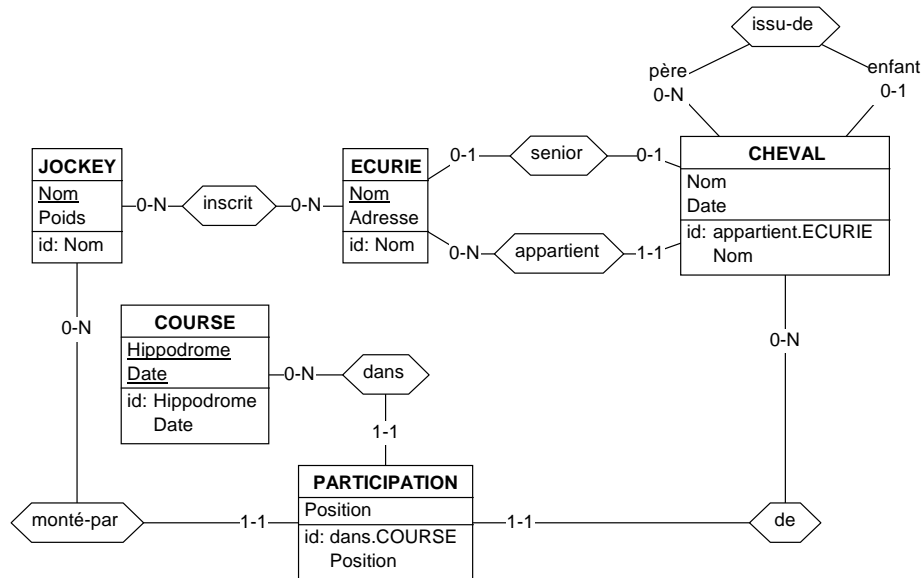 issu-de
père
enfant
0-N
0-1
JOCKEY
Nom
Poids
id: Nom
0-N
inscrit
0-N
ECURIE
Nom
Adresse
id: Nom
0-1
senior
0-1
0-N
appartient
1-1
CHEVAL
Nom
Date
id: appartient.ECURIE
Nom
0-N
COURSE
Hippodrome
Date
id: Hippodrome
Date
0-N
dans
0-N
1-1
PARTICIPATION
Position
id: dans.COURSE
Position
monté-par
1-1
1-1
de